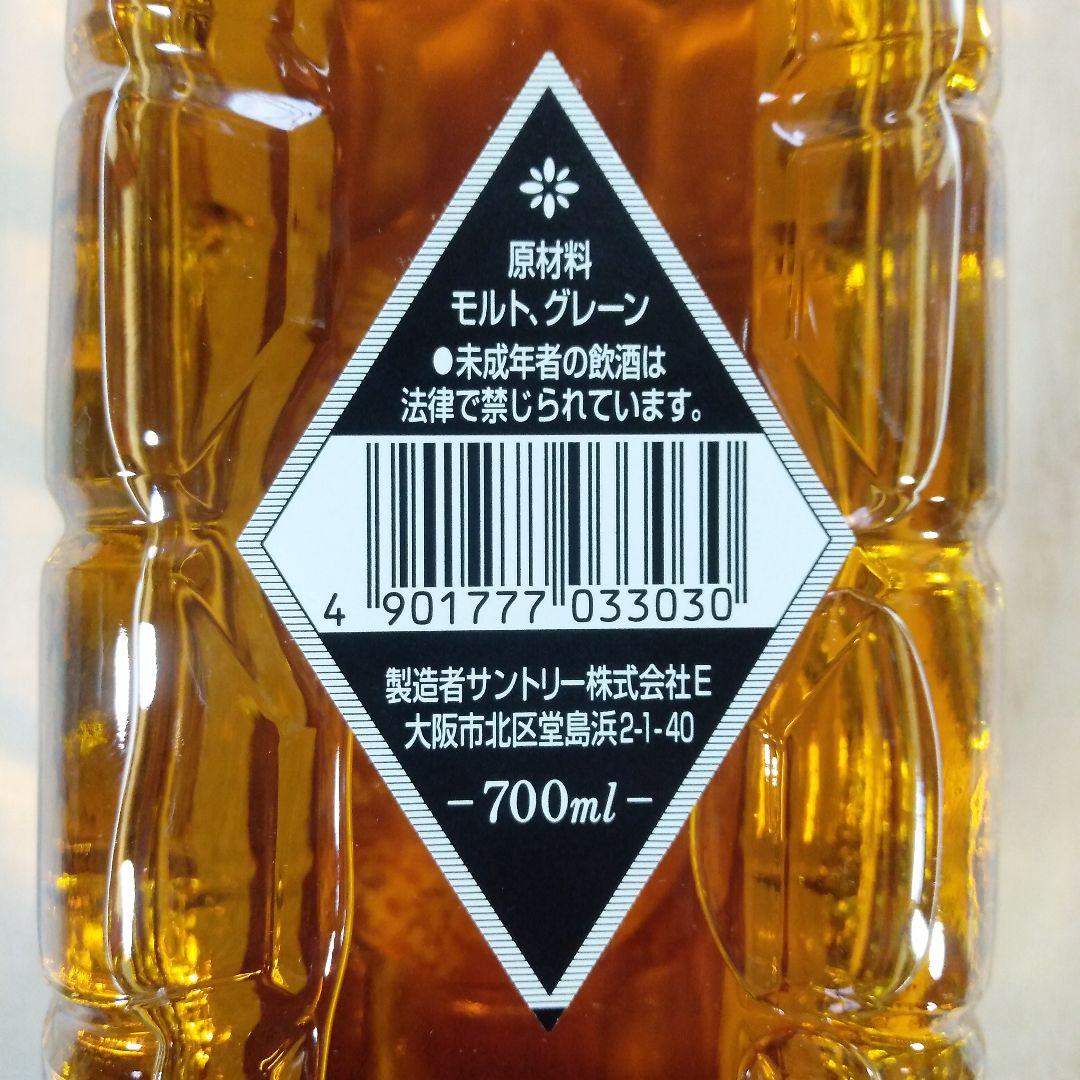 原材料
モルト、グレーン
●未成年者の飲酒は
法律で禁じられています。
4 901777 033030
製造者サントリー株式会社E
大阪市北区堂島浜2-1-40
-700ml-